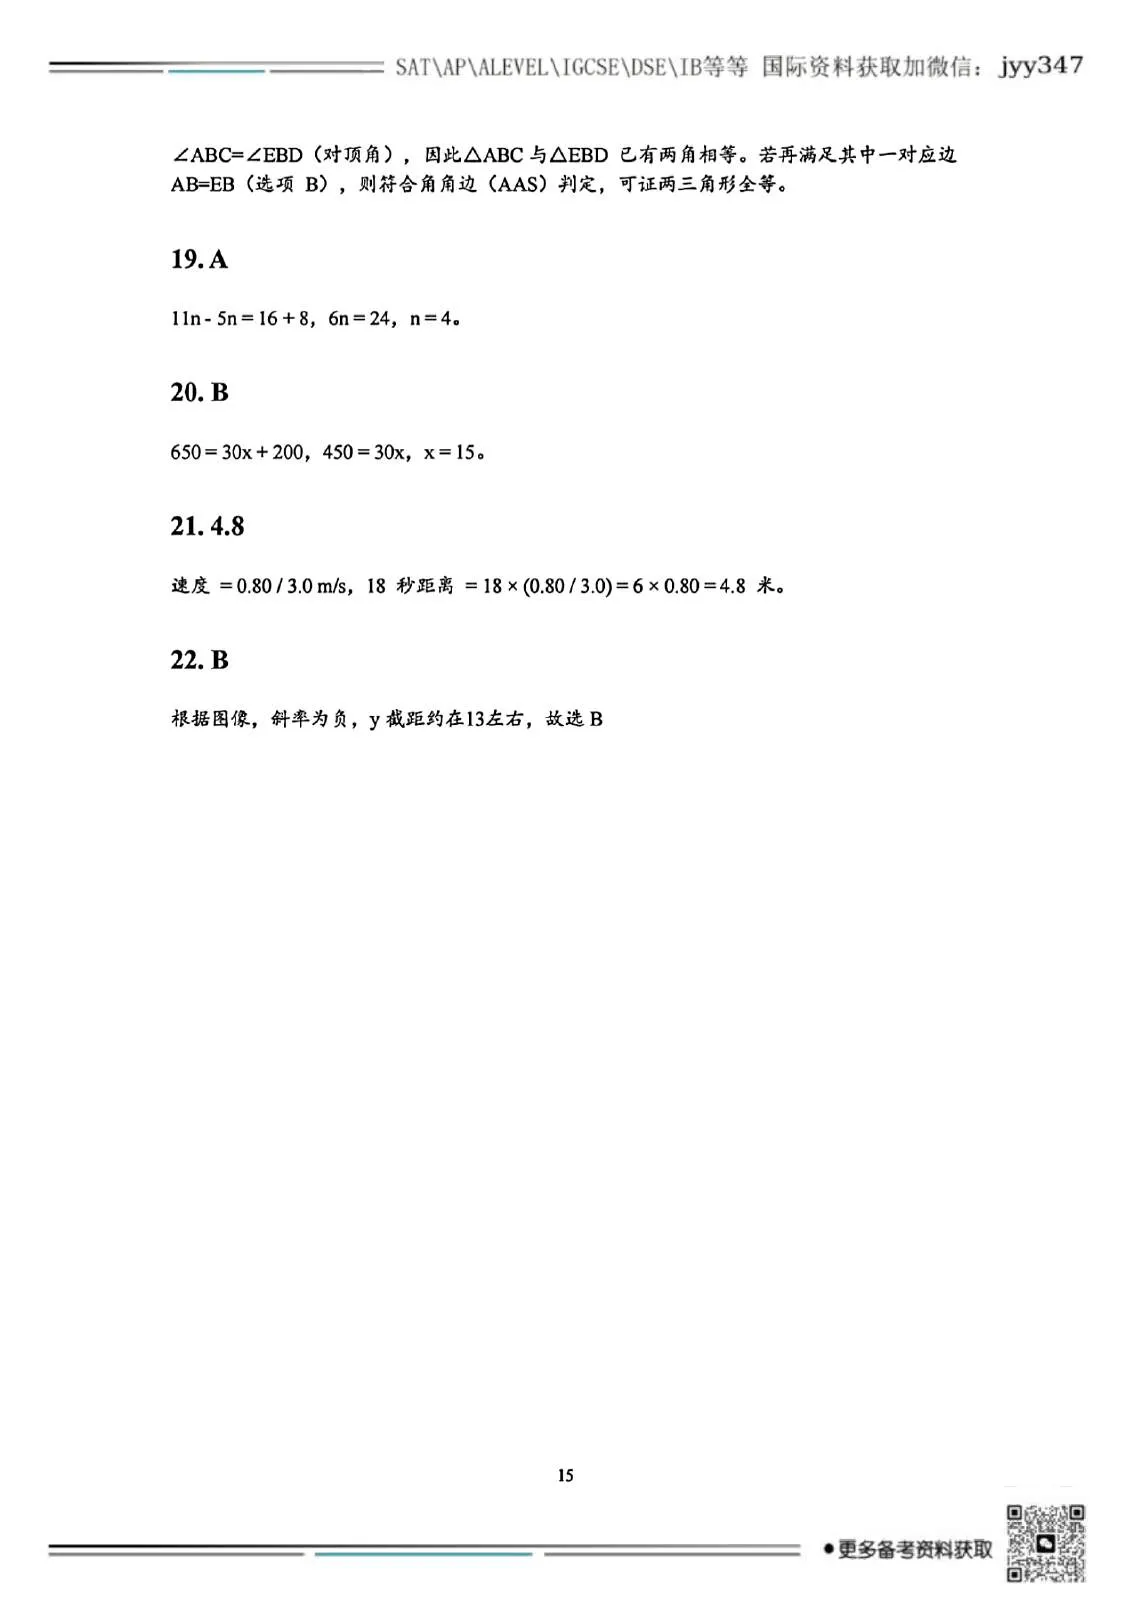 SAT\AP\ALEVEL\IGCSE\DSE\IB等等 国际资料获取加微信：jyy347
∠ABC=∠EBD（对顶角），因此△ABC 与△EBD 已有两角相等。若再满足其中一对应边
AB=EB（选项 B），则符合角角边（AAS）判定，可证两三角形全等。
19. A
11n - 5n = 16 + 8，6n = 24，n = 4。
20. B
650 = 30x + 200，450 = 30x，x = 15。
21. 4.8
速度 = 0.80 / 3.0 m/s，18 秒距离 = 18 × (0.80 / 3.0) = 6 × 0.80 = 4.8 米。
22. B
根据图像，斜率为负，y 截距约在13左右，故选 B
15
●更多备考资料获取